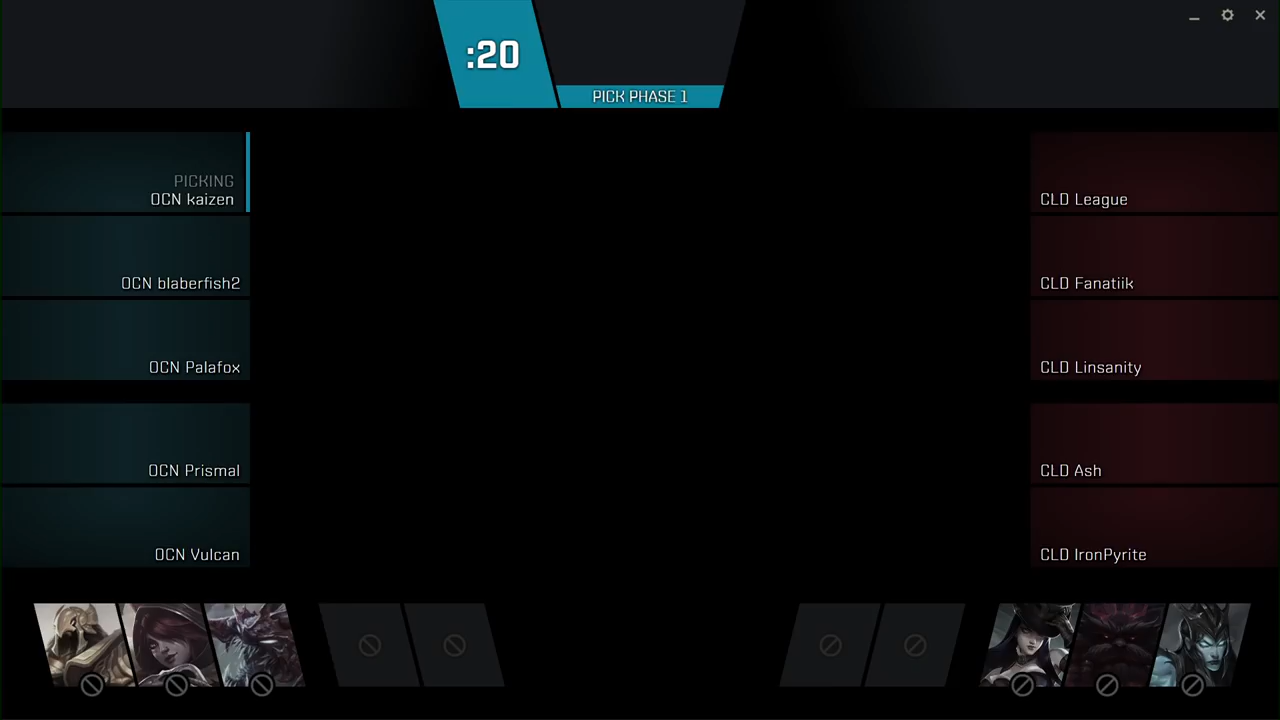 :20
PICK PHASE 1
PICKING
OCN kaizen
OCN blaberfish2
OCN Palafox
OCN Prismal
OCN Vulcan
CLD League
CLD Fanatiik
CLD Linsanity
CLD Ash
CLD IronPyrite